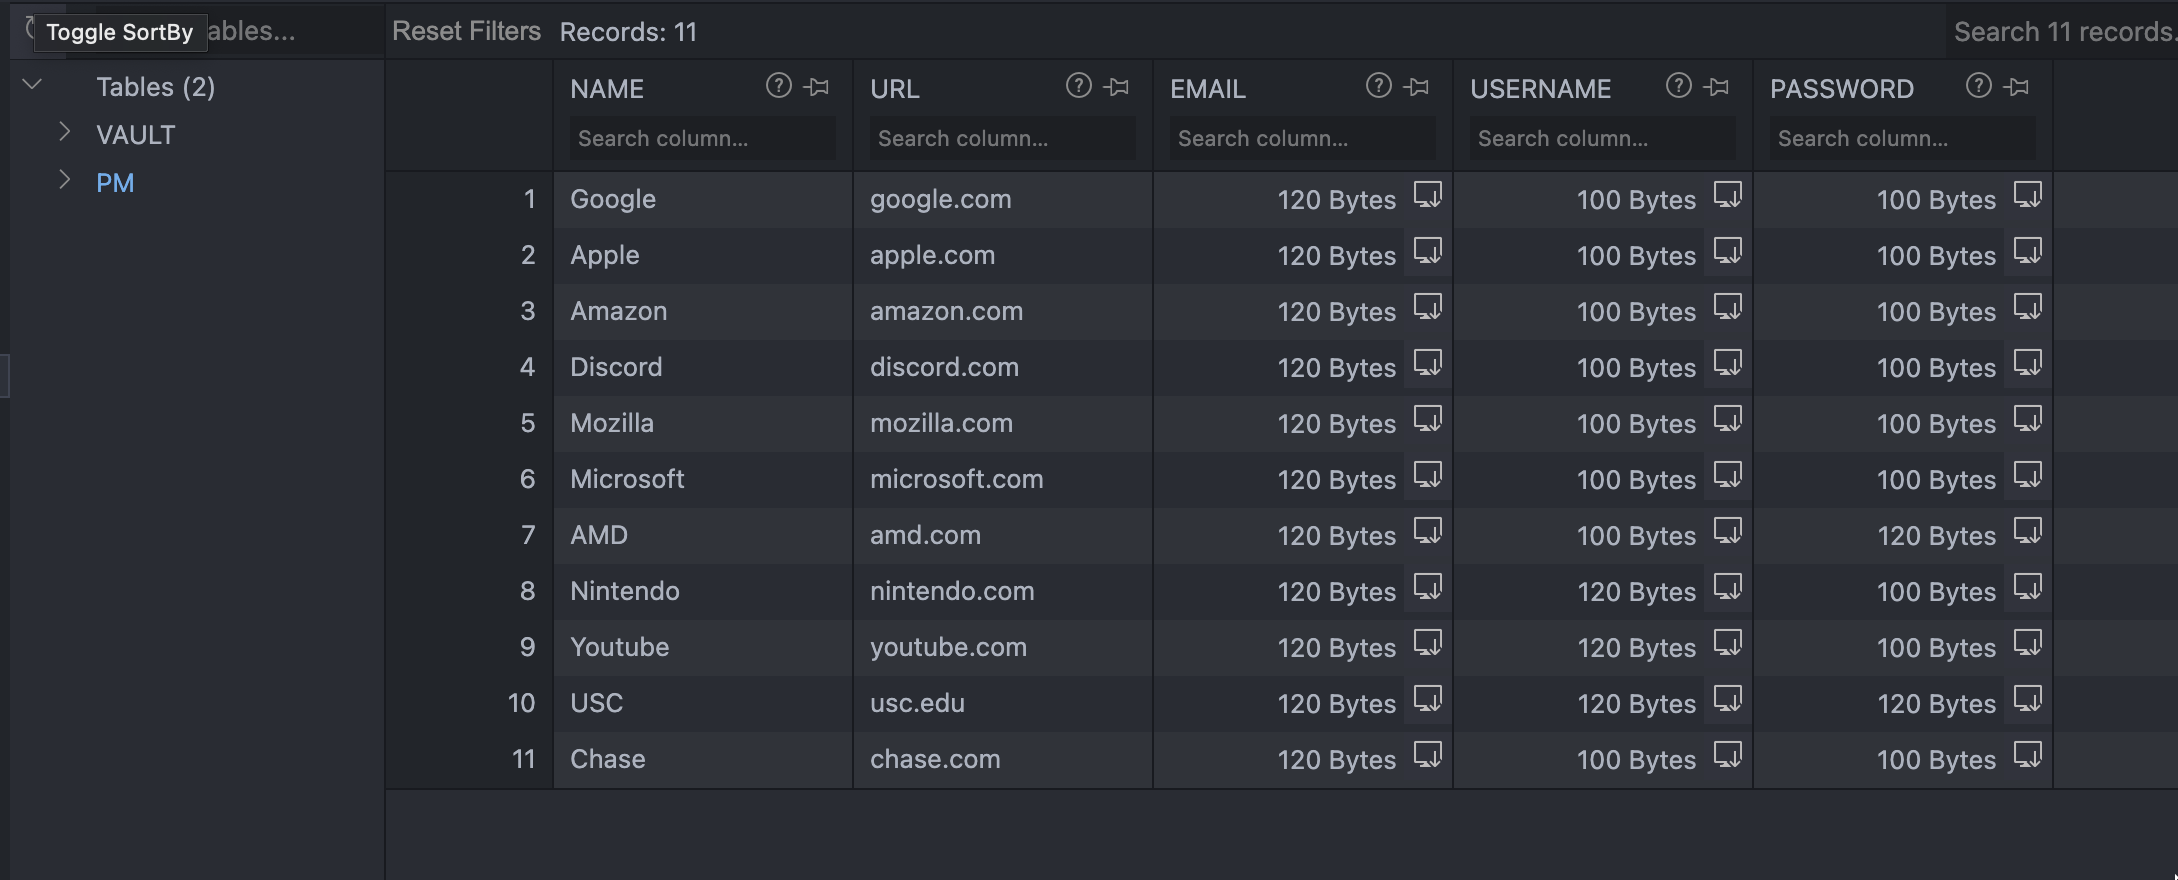 Toggle SortBy ables...
Reset Filters Records: 11 Search 11 records.
Tables (2)
VAULT
PM
NAME URL EMAIL USERNAME PASSWORD
Search column... Search column... Search column... Search column... Search column...
1 Google google.com 120 Bytes 100 Bytes 100 Bytes
2 Apple apple.com 120 Bytes 100 Bytes 100 Bytes
3 Amazon amazon.com 120 Bytes 100 Bytes 100 Bytes
4 Discord discord.com 120 Bytes 100 Bytes 100 Bytes
5 Mozilla mozilla.com 120 Bytes 100 Bytes 100 Bytes
6 Microsoft microsoft.com 120 Bytes 100 Bytes 100 Bytes
7 AMD amd.com 120 Bytes 100 Bytes 120 Bytes
8 Nintendo nintendo.com 120 Bytes 120 Bytes 100 Bytes
9 Youtube youtube.com 120 Bytes 120 Bytes 100 Bytes
10 USC usc.edu 120 Bytes 120 Bytes 120 Bytes
11 Chase chase.com 120 Bytes 100 Bytes 100 Bytes